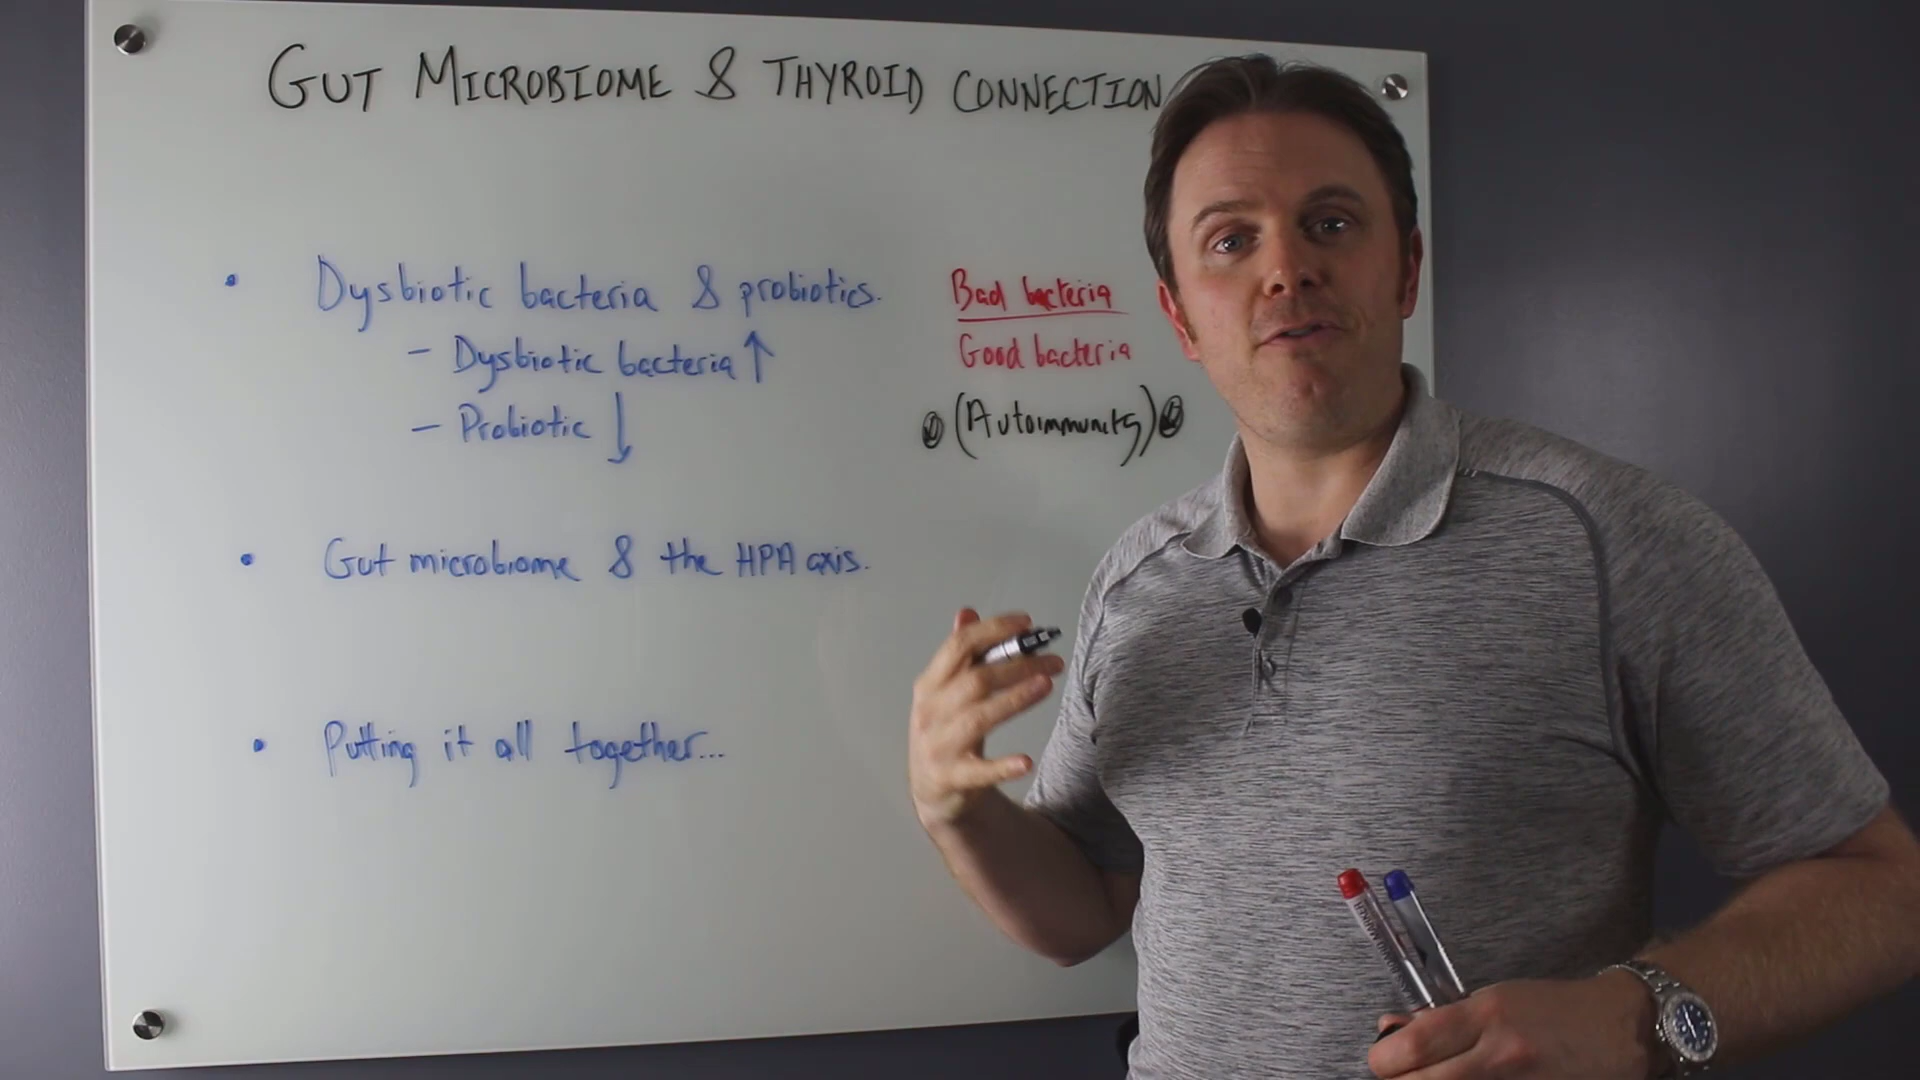 GUT MICROBIOME & THYROID CONNECTION
• Dysbiotic bacteria & probiotics.
– Dysbiotic bacteria ↑
– Probiotic ↓
Bad bacteria
Good bacteria
(Autoimmunity)
• Gut microbiome & the HPA axis.
• Putting it all together...